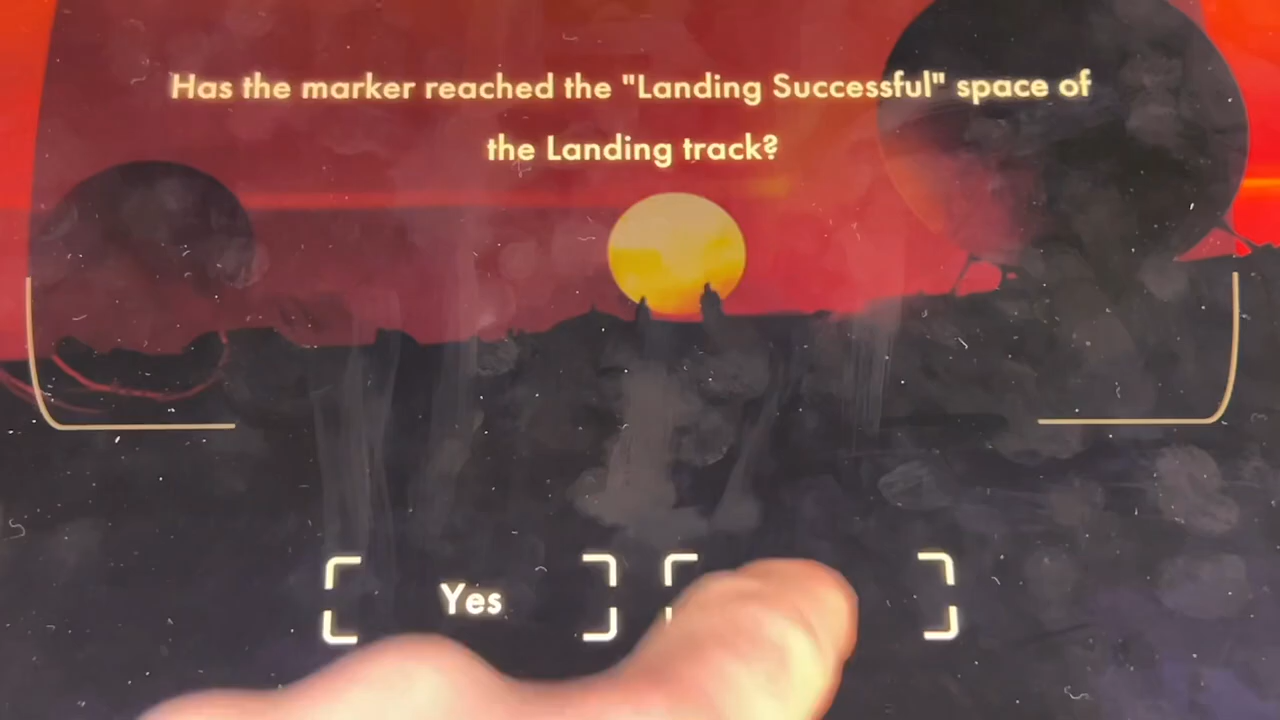 Has the marker reached the "Landing Successful" space of
the Landing track?
Yes